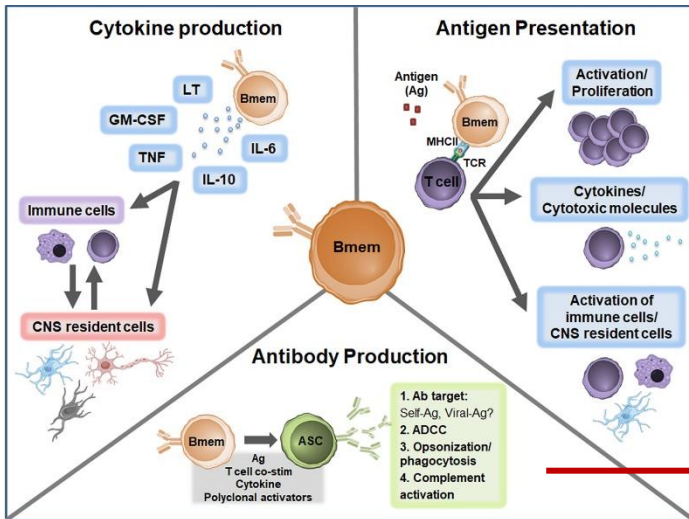 Cytokine production
LT
GM-CSF
TNF
IL-10
IL-6
Bmem
Immune cells
CNS resident cells
Antigen Presentation
Antigen
(Ag)
Bmem
MHCII
TCR
T cell
Activation/
Proliferation
Cytokines/
Cytotoxic molecules
Activation of
immune cells/
CNS resident cells
Bmem
Antibody Production
Bmem
ASC
Ag
T cell co-stim
Cytokine
Polyclonal activators
1. Ab target:
Self-Ag, Viral-Ag?
2. ADCC
3. Opsonization/
phagocytosis
4. Complement
activation